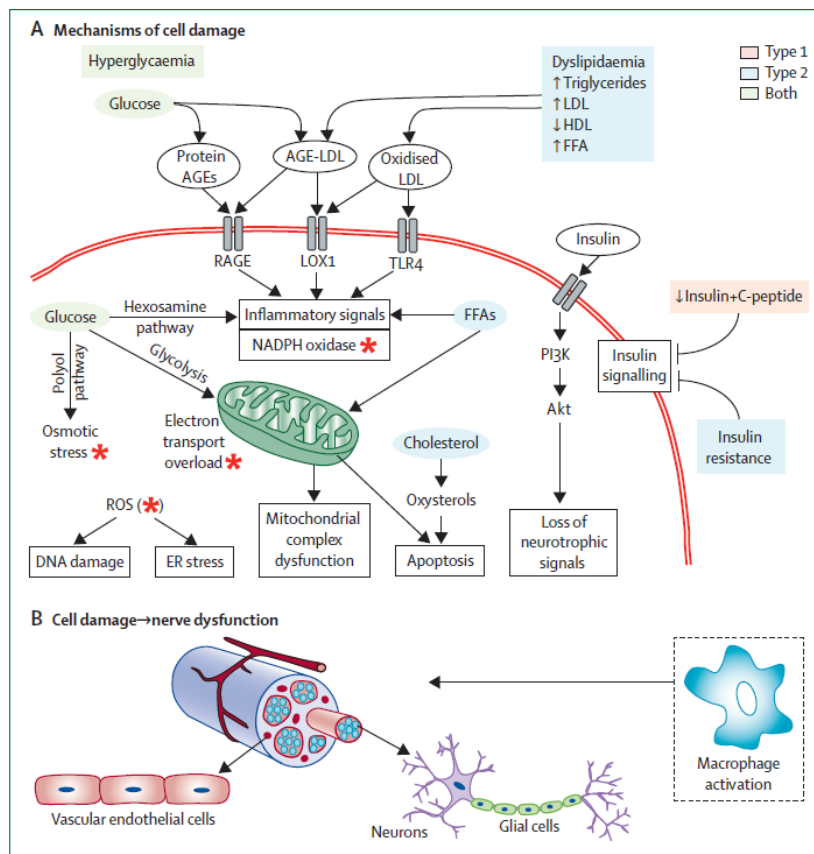 A Mechanisms of cell damage
Hyperglycaemia
Glucose
Protein
AGEs
AGE-LDL
Oxidised
LDL
Dyslipidaemia
↑Triglycerides
↑LDL
↓HDL
↑FFA
Type 1
Type 2
Both
RAGE
LOX1
TLR4
Insulin
Glucose
Hexosamine
pathway
Inflammatory signals
NADPH oxidase *
FFAs
Polyol
pathway
Glycolysis
Osmotic
stress *
Electron
transport
overload *
PI3K
Akt
Insulin
signalling
↓Insulin+C-peptide
Insulin
resistance
Cholesterol
Oxysterols
ROS (*)
DNA damage
ER stress
Mitochondrial
complex
dysfunction
Apoptosis
Loss of
neurotrophic
signals
B Cell damage→nerve dysfunction
Vascular endothelial cells
Neurons
Glial cells
Macrophage
activation